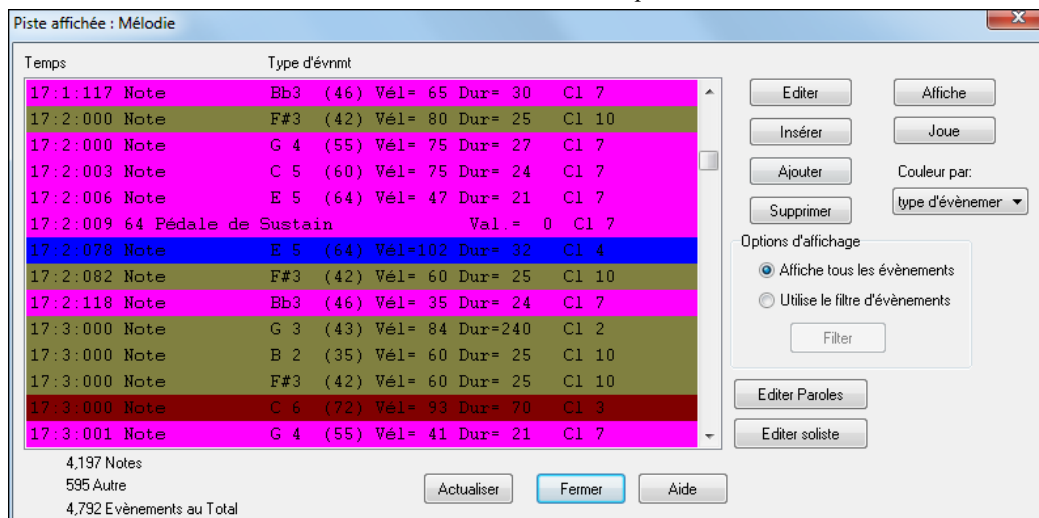 Piste affichée : Mélodie
Temps Type d'évnmt
17:1:117 Note Bb3 (46) Vél= 65 Dur= 30 Cl 7
17:2:000 Note F#3 (42) Vél= 80 Dur= 25 Cl 10
17:2:000 Note G 4 (55) Vél= 75 Dur= 27 Cl 7
17:2:003 Note C 5 (60) Vél= 75 Dur= 24 Cl 7
17:2:006 Note E 5 (64) Vél= 47 Dur= 21 Cl 7
17:2:009 64 Pédale de Sustain Val.= 0 Cl 7
17:2:078 Note E 5 (64) Vél=102 Dur= 32 Cl 4
17:2:082 Note F#3 (42) Vél= 60 Dur= 25 Cl 10
17:2:118 Note Bb3 (46) Vél= 35 Dur= 24 Cl 7
17:3:000 Note G 3 (43) Vél= 84 Dur=240 Cl 2
17:3:000 Note B 2 (35) Vél= 60 Dur= 25 Cl 10
17:3:000 Note F#3 (42) Vél= 60 Dur= 25 Cl 10
17:3:000 Note C 6 (72) Vél= 93 Dur= 70 Cl 3
17:3:001 Note G 4 (55) Vél= 41 Dur= 21 Cl 7
4,197 Notes
595 Autre
4,792 Evènements au Total
Editer Affiche
Insérer Joue
Ajouter Couleur par:
Supprimer type d'évènemer
Options d'affichage
Affiche tous les évènements
Utilise le filtre d'évènements
Filter
Editer Paroles
Editer soliste
Actualiser Fermer Aide